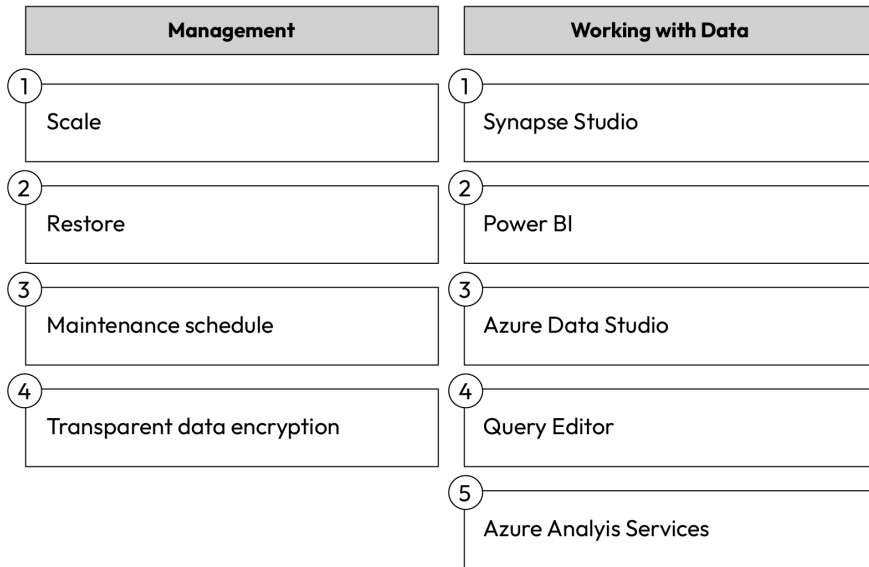 Management
1
Scale
2
Restore
3
Maintenance schedule
4
Transparent data encryption
Working with Data
1
Synapse Studio
2
Power BI
3
Azure Data Studio
4
Query Editor
5
Azure Analyis Services